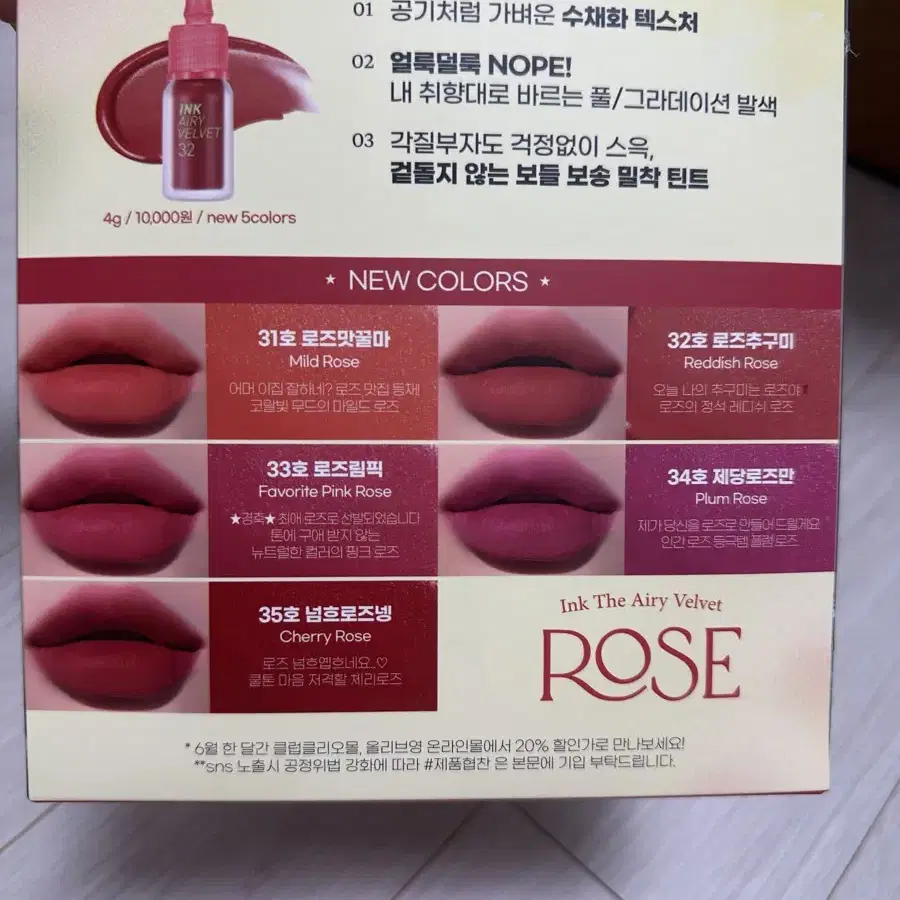 01 공기처럼 가벼운 수채화 텍스처
02 얼룩덜룩 NOPE!
내 취향대로 바르는 풀/그라데이션 발색
03 각질부자도 걱정없이 스윽,
겉돌지 않는 보들 보송 밀착 틴트
INK
AIRY
VELVET
32
4g / 10,000원 / new 5colors
★ NEW COLORS ★
31호 로즈맛꿀마
Mild Rose
어머 이집 잘하네? 로즈 맛집 등채!
코랄빛 무드의 마일드 로즈
32호 로즈추구미
Reddish Rose
오늘 나의 추구미는 로즈야
로즈의 정석 레디쉬 로즈
33호 로즈림픽
Favorite Pink Rose
★경축★ 최애 로즈로 선발되었습니다
톤에 구애 받지 않는
뉴트럴한 컬러의 핑크 로즈
34호 제당로즈만
Plum Rose
제가 당신을 로즈로 만들어 드릴게요
인간 로즈 등극템 플럼 로즈
35호 넘흐로즈넹
Cherry Rose
로즈 넘흐옙흐네요..♡
쿨톤 마음 저격할 체리로즈
Ink The Airy Velvet
ROSE
* 6월 한 달간 클럽클리오몰, 올리브영 온라인몰에서 20% 할인가로 만나보세요!
**sns 노출시 공정위법 강화에 따라 #제품협찬 은 본문에 기입 부탁드립니다.